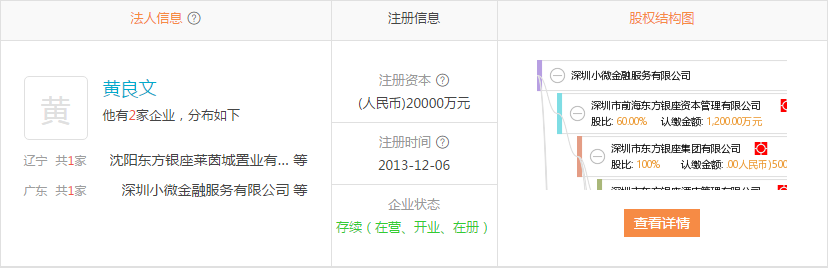 法人信息
注册信息
股权结构图
黄
黄良文
他有2家企业，分布如下
辽宁 共1家 沈阳东方银座莱茵城置业有... 等
广东 共1家 深圳小微金融服务有限公司 等
注册资本
(人民币)20000万元
注册时间
2013-12-06
企业状态
存续（在营、开业、在册）
深圳小微金融服务有限公司
深圳市前海东方银座资本管理有限公司
股比: 60.00% 认缴金额: 1,200.00万元
深圳市东方银座集团有限公司
股比: 100% 认缴金额: .00人民币)500
查看详情